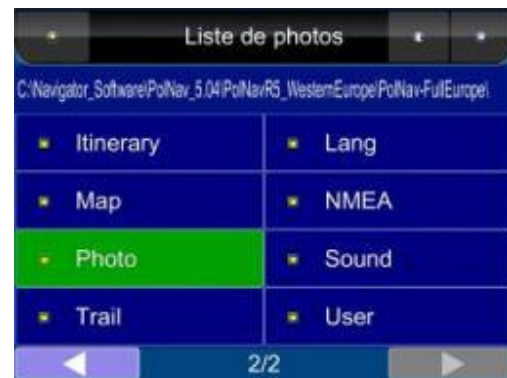 Liste de photos
C:\Navigator_Software\PolNav_5.04\PolNavR5_WesternEurope\PolNav-FullEurope\
Itinerary
Lang
Map
NMEA
Photo
Sound
Trail
User
2/2